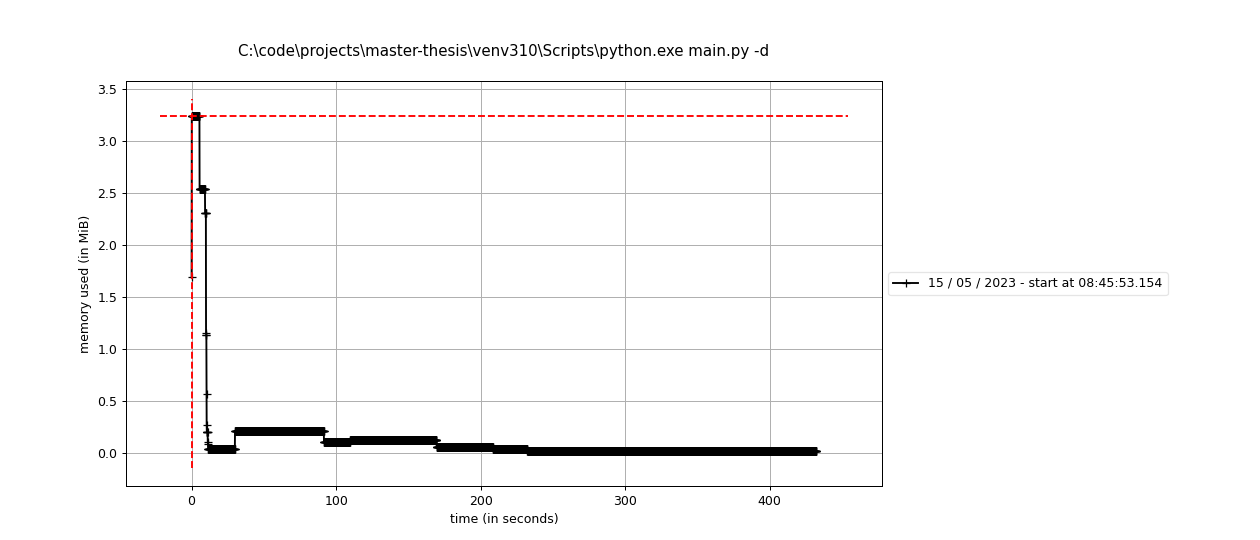 C:\code\projects\master-thesis\venv310\Scripts\python.exe main.py -d
3.5
3.0
2.5
2.0
1.5
1.0
0.5
0.0
memory used (in MiB)
0 100 200 300 400
time (in seconds)
15 / 05 / 2023 - start at 08:45:53.154